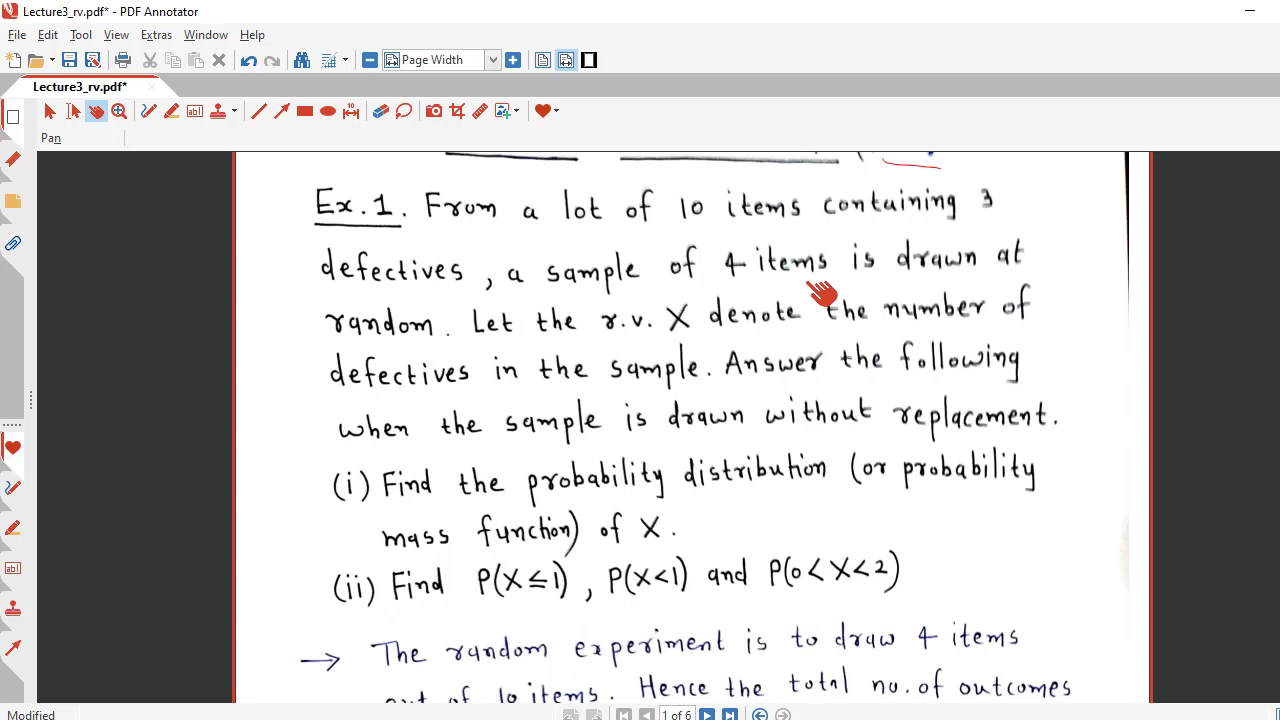 Lecture3_rv.pdf* - PDF Annotator
File Edit Tool View Extras Window Help
Page Width
Lecture3_rv.pdf*
Pan
Ex.1. From a lot of 10 items containing 3
defectives, a sample of 4 items is drawn at
random. Let the r.v. X denote the number of
defectives in the sample. Answer the following
when the sample is drawn without replacement.
(i) Find the probability distribution (or probability
mass function) of X.
(ii) Find P(X≤1), P(X<1) and P(0<X<2)
→ The random experiment is to draw 4 items
out of 10 items. Hence the total no. of outcomes
Modified
1 of 6